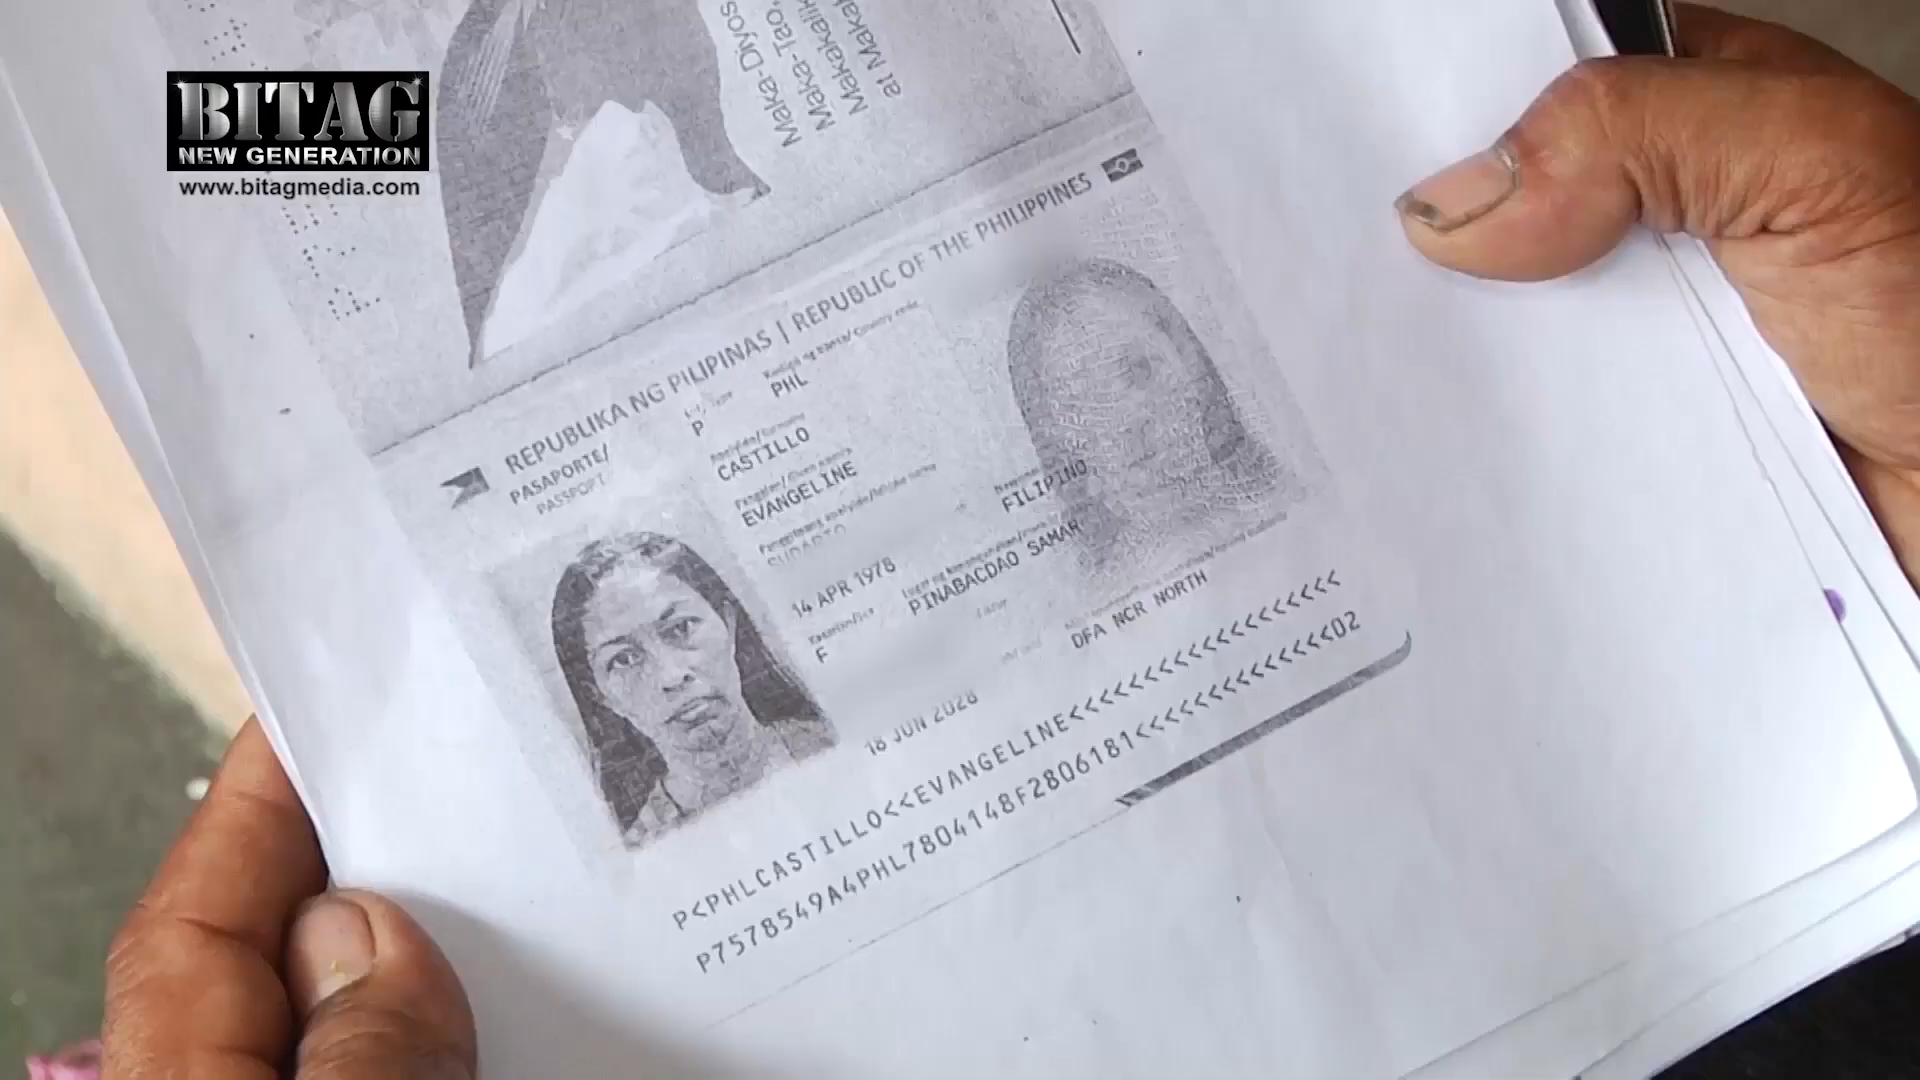 BITAG
NEW GENERATION
www.bitagmedia.com
Maka-Diyos
Maka-Tao,
REPUBLIKA NG PILIPINAS | REPUBLIC OF THE PHILIPPINES
PASAPORTE/
PASSPORT
P
PHL
CASTILLO
EVANGELINE
FILIPINO
14 APR 1978
F
PINABACDAO SAMAR
18 JUN 2028
DFA NCR NORTH
P<PHLCASTILLO<<EVANGELINE<<<<<<<<<<<<<<<<<<<
P7578549A4PHL7804148F2806181<<<<<<<<<<<<<<02